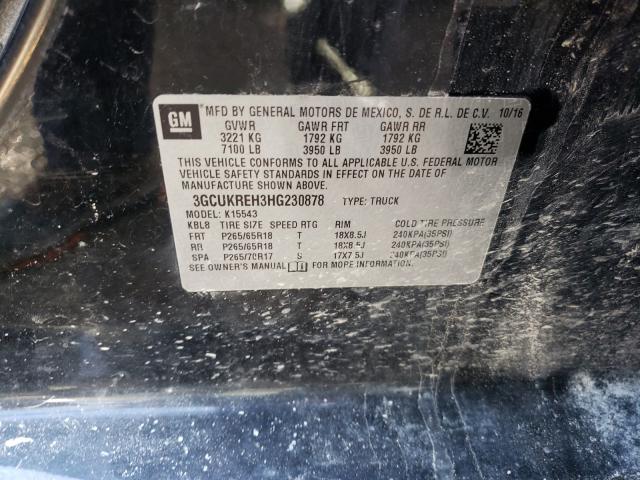 GM
MFD BY GENERAL MOTORS DE MEXICO, S. DE R.L. DE C.V. 10/16
GVWR GAWR FRT GAWR RR
3221 KG 1792 KG 1792 KG
7100 LB 3950 LB 3950 LB
THIS VEHICLE CONFORMS TO ALL APPLICABLE U.S. FEDERAL MOTOR
VEHICLE SAFETY STANDARDS IN EFFECT ON THE DATE OF
MANUFACTURE SHOWN ABOVE.
3GCUKREH3HG230878 TYPE: TRUCK
MODEL: K15543
KBL8 TIRE SIZE SPEED RTG RIM COLD TIRE PRESSURE
FRT P265/65R18 T 18X8.5J 240KPA(35PSI)
RR P265/65R18 T 18X8.5J 240KPA(35PSI)
SPA P265/70R17 S 17X7.5J 240KPA(35PSI)
SEE OWNER'S MANUAL FOR MORE INFORMATION.